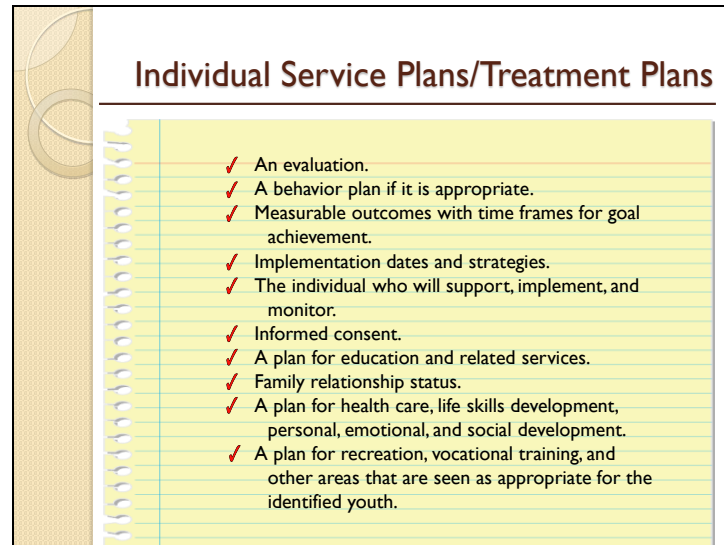 Individual Service Plans/Treatment Plans
✓ An evaluation.
✓ A behavior plan if it is appropriate.
✓ Measurable outcomes with time frames for goal
achievement.
✓ Implementation dates and strategies.
✓ The individual who will support, implement, and
monitor.
✓ Informed consent.
✓ A plan for education and related services.
✓ Family relationship status.
✓ A plan for health care, life skills development,
personal, emotional, and social development.
✓ A plan for recreation, vocational training, and
other areas that are seen as appropriate for the
identified youth.